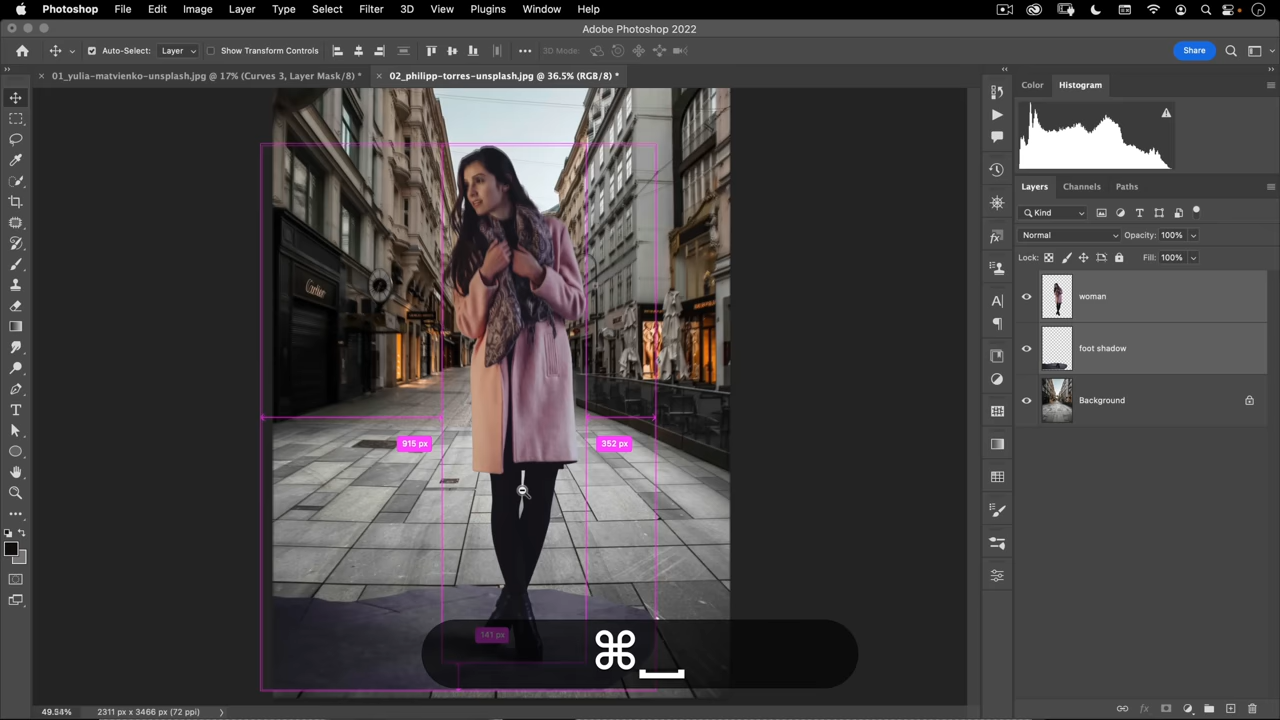 Photoshop File Edit Image Layer Type Select Filter 3D View Plugins Window Help
Adobe Photoshop 2022
Auto-Select: Layer Show Transform Controls ••• 3D Mode: Share
01_yulia-matvienko-unsplash.jpg @ 17% (Curves 3, Layer Mask/8) *
02_philipp-torres-unsplash.jpg @ 36.5% (RGB/8) *
Color Histogram
Layers Channels Paths
Kind
Normal Opacity: 100%
Lock: Fill: 100%
woman
foot shadow
Background
Cartier
915 px
352 px
141 px
⌘
49.54% 2311 px x 3466 px (72 ppi)